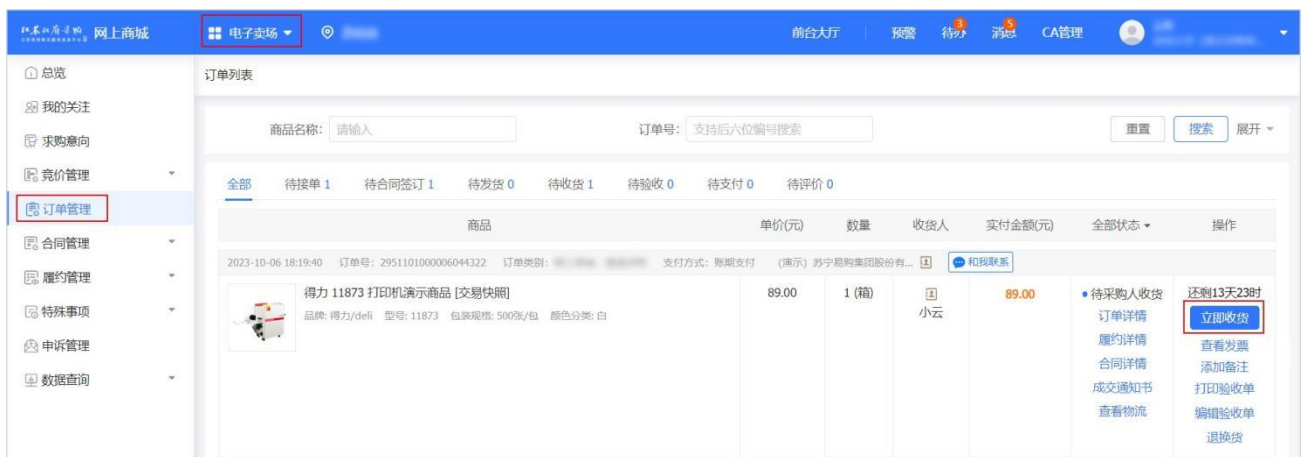 网上商城 电子卖场 前台大厅 预警 待办 3 消息 5 CA管理
总览
我的关注
求购意向
竞价管理
订单管理
合同管理
履约管理
特殊事项
申诉管理
数据查询
订单列表
商品名称: 请输入 订单号: 支持后六位编号搜索 重置 搜索 展开
全部 待接单 1 待合同签订 1 待发货 0 待收货 1 待验收 0 待支付 0 待评价 0
商品 单价(元) 数量 收货人 实付金额(元) 全部状态 操作
2023-10-06 18:19:40 订单号: 2951101000006044322 订单类别: 支付方式: 账期支付 (演示) 苏宁易购集团股份有... 和我联系
得力 11873 打印机演示商品 [交易快照] 89.00 1 (箱) 小云 89.00
品牌: 得力/deli 型号: 11873 包装规格: 500张/包 颜色分类: 白
待采购人收货
订单详情
履约详情
合同详情
成交通知书
查看物流
还剩13天23时
立即收货
查看发票
添加备注
打印验收单
编辑验收单
退换货